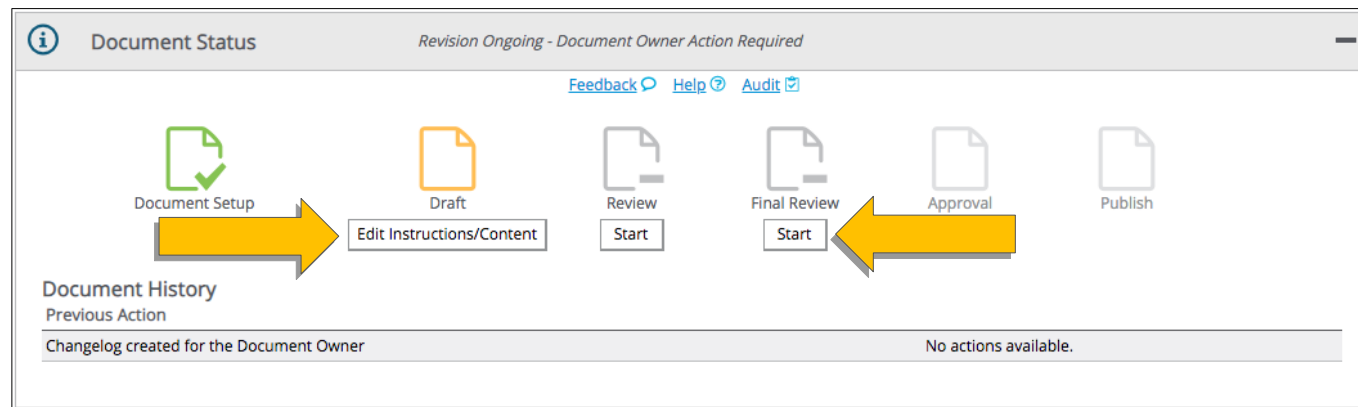 Document Status Revision Ongoing - Document Owner Action Required
Feedback Help Audit
Document Setup Draft Review Final Review Approval Publish
Edit Instructions/Content Start Start
Document History
Previous Action
Changelog created for the Document Owner No actions available.